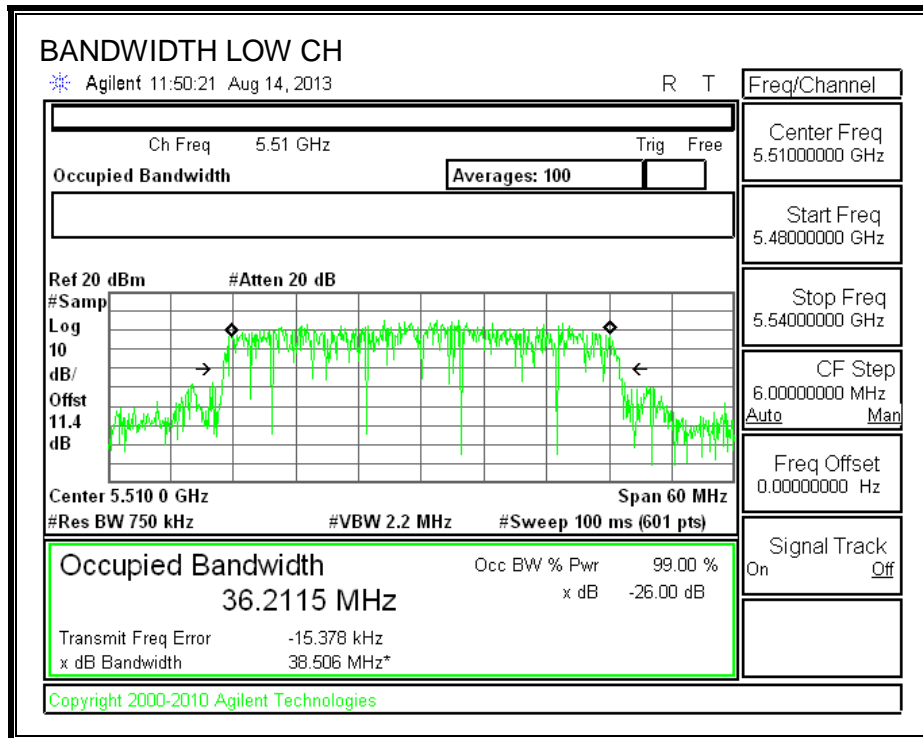 BANDWIDTH LOW CH
Agilent 11:50:21 Aug 14, 2013 R T
Freq/Channel
Ch Freq 5.51 GHz Trig Free
Occupied Bandwidth Averages: 100
Center Freq
5.51000000 GHz
Start Freq
5.48000000 GHz
Stop Freq
5.54000000 GHz
CF Step
6.00000000 MHz
Auto Man
Freq Offset
0.00000000 Hz
Signal Track
On Off
Ref 20 dBm #Atten 20 dB
#Samp
Log
10
dB/
Offst
11.4
dB
Center 5.510 0 GHz Span 60 MHz
#Res BW 750 kHz #VBW 2.2 MHz #Sweep 100 ms (601 pts)
Occupied Bandwidth Occ BW % Pwr 99.00 %
36.2115 MHz x dB -26.00 dB
Transmit Freq Error -15.378 kHz
x dB Bandwidth 38.506 MHz*
Copyright 2000-2010 Agilent Technologies